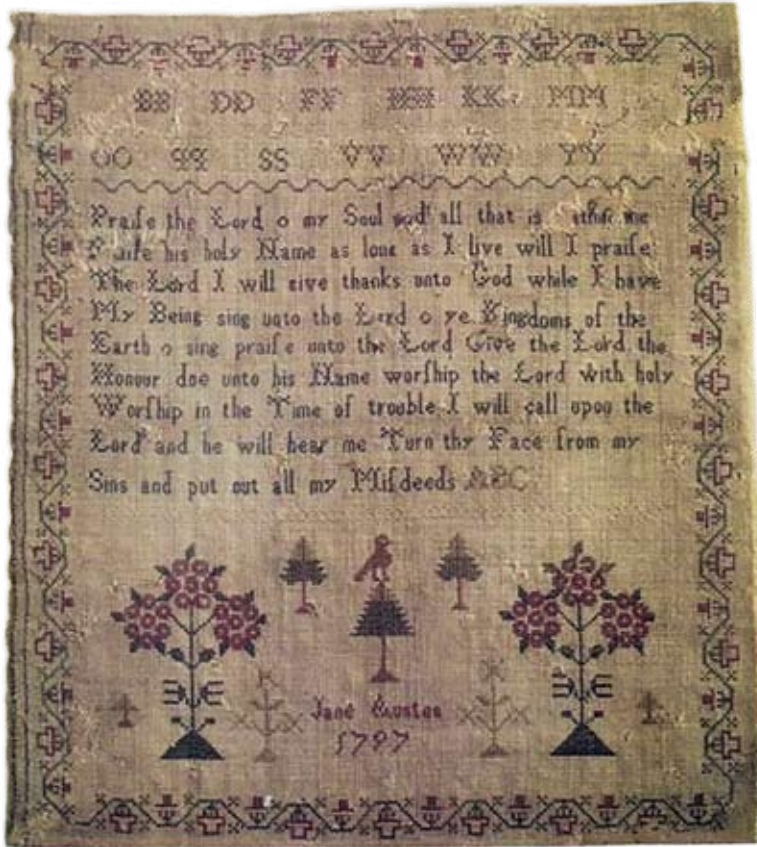 BB DD FF HH KK MM
OO qq SS VV WW YY
Praiſe the Lord o my Soul and all that is me
Praiſe his holy Name as long as I live will I praiſe
The Lord I will give thanks unto God while I have
My Being sing unto the Lord o ye Kingdoms of the
Earth o sing praiſe unto the Lord Give the Lord the
Honour due unto his Name worſhip the Lord with holy
Worſhip in the Time of trouble I will call upon the
Lord and he will hear me Turn thy Face from my
Sins and put out all my Miſdeeds ABC
Jane Austen
1797